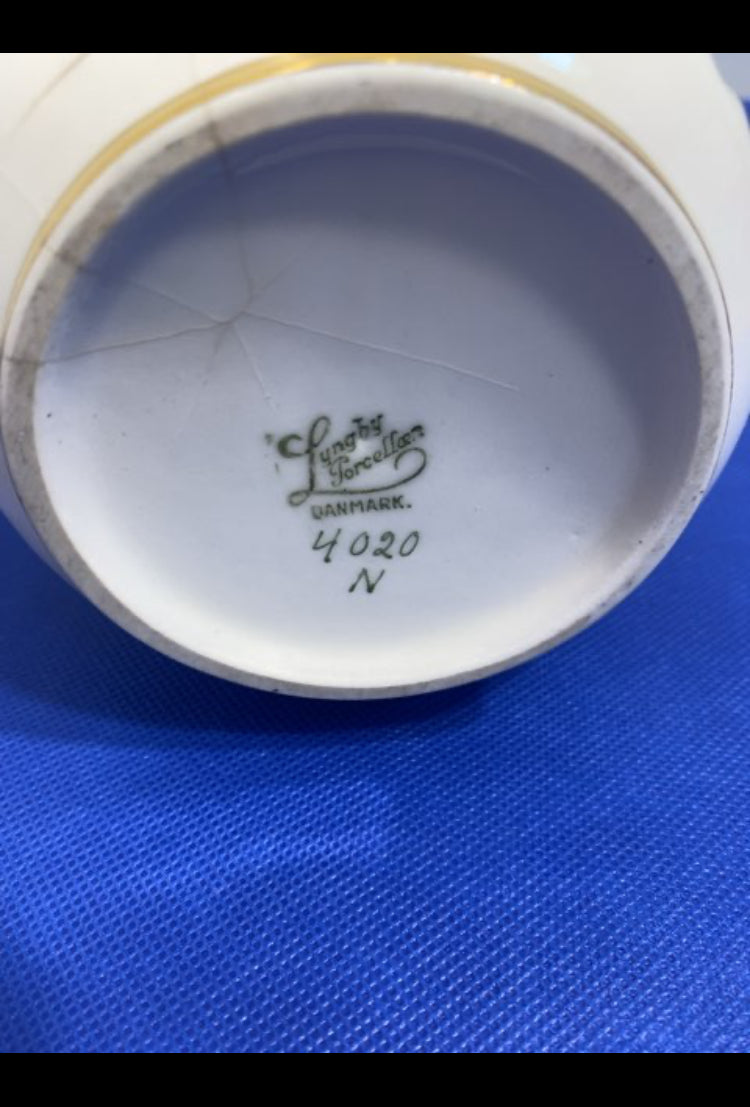 Lyngby
Porcellæn
DANMARK.
4020
N